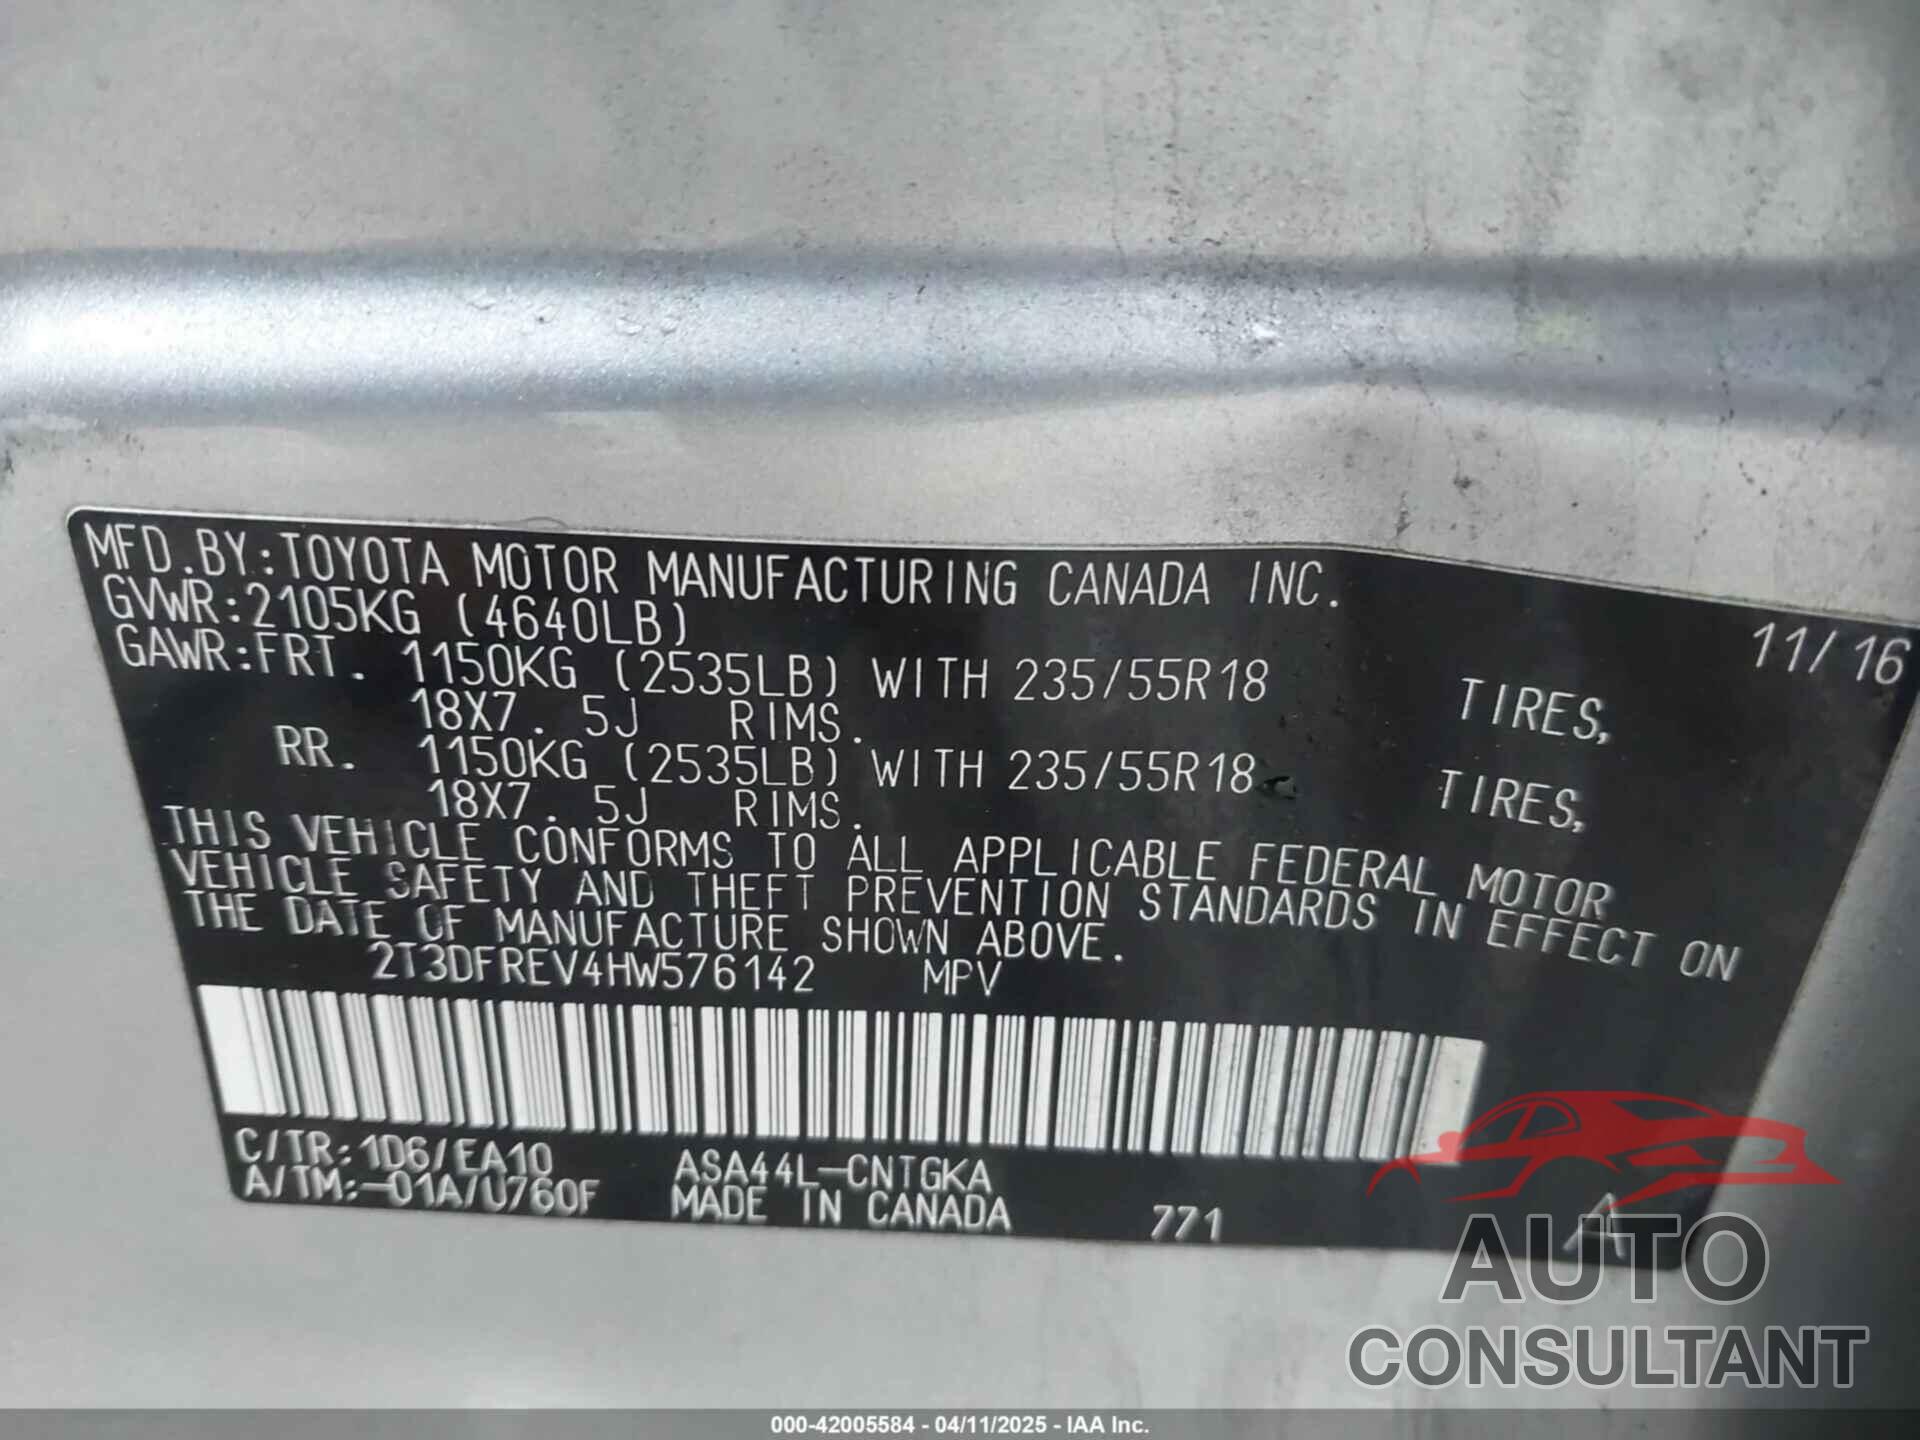 MFD.BY:TOYOTA MOTOR MANUFACTURING CANADA INC.
GVWR:2105KG (4640LB) 11/16
GAWR:FRT. 1150KG (2535LB) WITH 235/55R18 TIRES,
18X7.5J RIMS.
RR. 1150KG (2535LB) WITH 235/55R18 TIRES,
18X7.5J RIMS.
THIS VEHICLE CONFORMS TO ALL APPLICABLE FEDERAL MOTOR
VEHICLE SAFETY AND THEFT PREVENTION STANDARDS IN EFFECT ON
THE DATE OF MANUFACTURE SHOWN ABOVE.
2T3DFREV4HW576142 MPV
C/TR:1D6/EA10 ASA44L-CNTGKA
A/TM:-01A/U760F MADE IN CANADA 771 A
AUTO
CONSULTANT
000-42005584 - 04/11/2025 - IAA Inc.